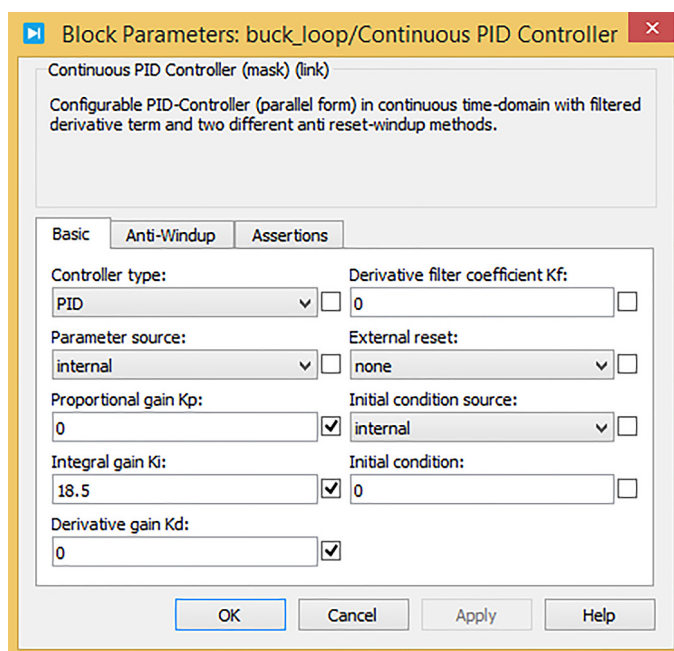 Block Parameters: buck_loop/Continuous PID Controller
Continuous PID Controller (mask) (link)
Configurable PID-Controller (parallel form) in continuous time-domain with filtered
derivative term and two different anti reset-windup methods.
Basic Anti-Windup Assertions
Controller type: Derivative filter coefficient Kf:
PID 0
Parameter source: External reset:
internal none
Proportional gain Kp: Initial condition source:
0 internal
Integral gain Ki: Initial condition:
18.5 0
Derivative gain Kd:
0
OK Cancel Apply Help